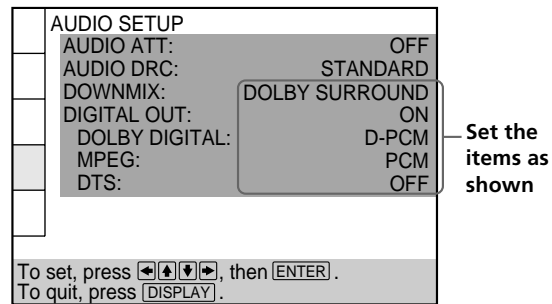 AUDIO SETUP
AUDIO ATT: OFF
AUDIO DRC: STANDARD
DOWNMIX: DOLBY SURROUND
DIGITAL OUT: ON
DOLBY DIGITAL: D-PCM
MPEG: PCM
DTS: OFF
Set the
items as
shown
To set, press ←↑↓→, then ENTER.
To quit, press DISPLAY.